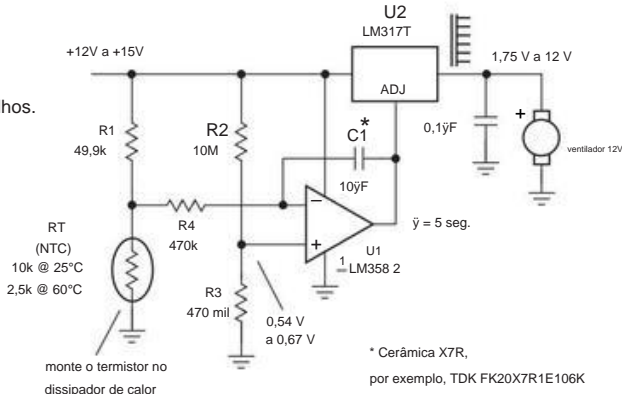 U2
LM317T
+12V a +15V
1,75 V a 12 V
lhos.
ADJ
*
R1
49,9k
R2
10M
C1
0,1ÿF
+
ventilador 12V
10ÿF
RT
(NTC)
10k @ 25°C
2,5k @ 60°C
R4
470k
−
+
ÿ = 5 seg.
U1
1
_ LM358 2
R3
470 mil
0,54 V
a 0,67 V
monte o termistor no
dissipador de calor
* Cerâmica X7R,
por exemplo, TDK FK20X7R1E106K